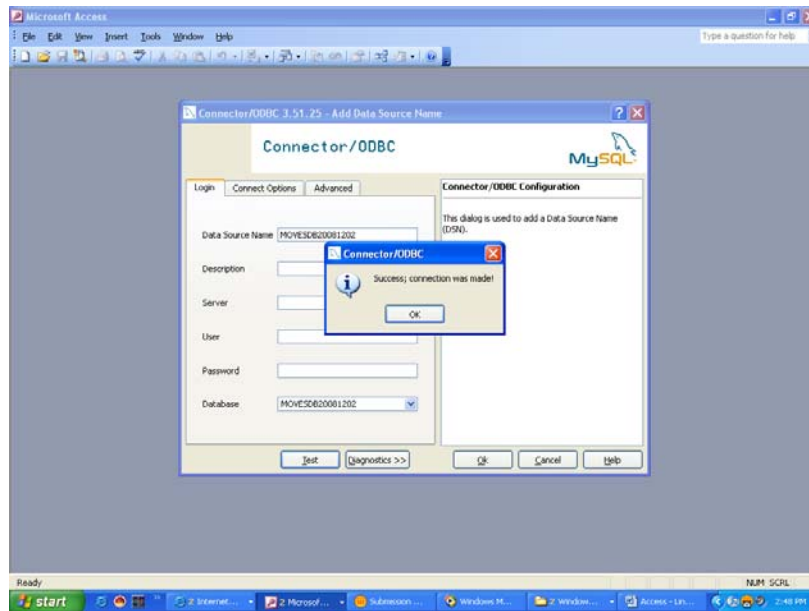 Microsoft Access
File Edit View Insert Tools Window Help
Type a question for help
Connector/ODBC 3.51.25 - Add Data Source Name
Connector/ODBC
MySQL
Login Connect Options Advanced
Connector/ODBC Configuration
This dialog is used to add a Data Source Name
(DSN).
Data Source Name MOVESDB20081202
Connector/ODBC
Description
Success; connection was made!
Server
OK
User
Password
Database MOVESDB20081202
Test Diagnostics >> Ok Cancel Help
Ready NUM SCRL
start 2 Internet... 2 Microsof... Submission ... Windows M... 2 Window... Access - Lin... 2:48 PM